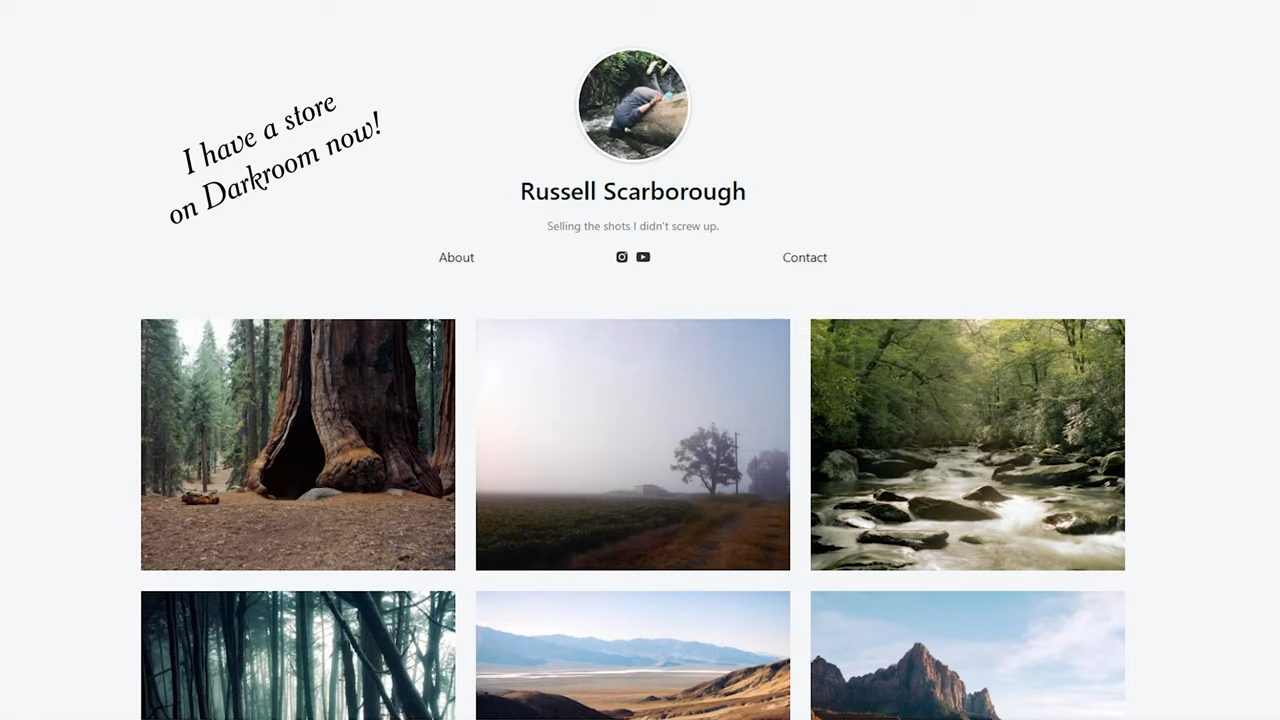 I have a store
on Darkroom now!
Russell Scarborough
Selling the shots I didn't screw up.
About
Contact